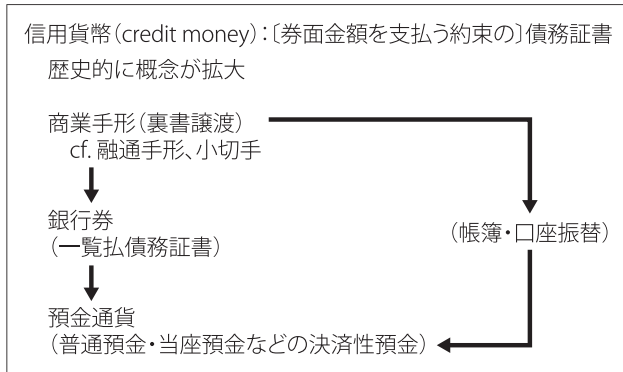 信用貨幣(credit money):〔券面金額を支払う約束の〕債務証書
歴史的に概念が拡大
商業手形(裏書譲渡)
cf. 融通手形、小切手
銀行券
(一覧払債務証書)
(帳簿・口座振替)
預金通貨
(普通預金・当座預金などの決済性預金)